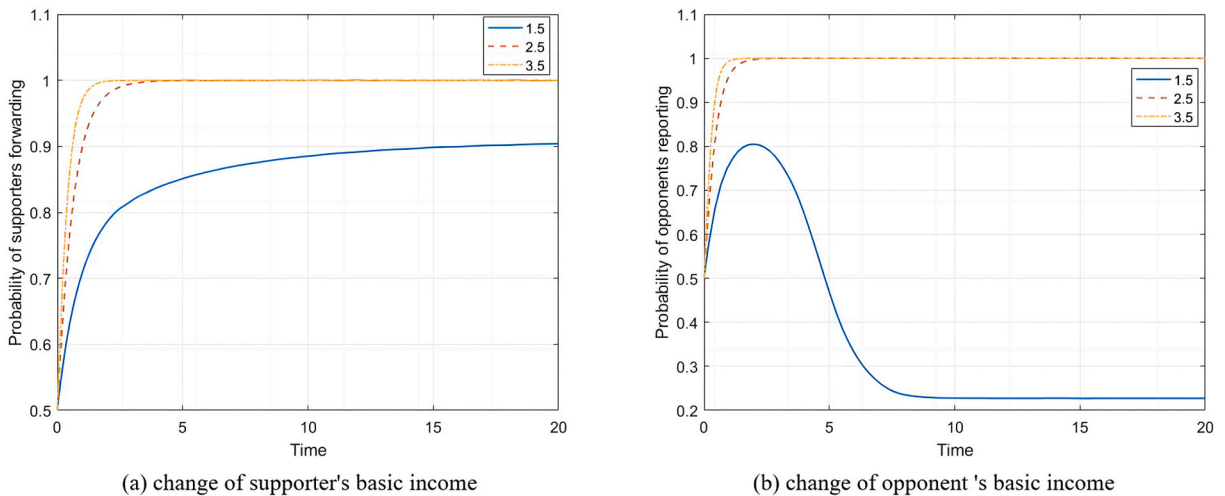 1.1
1
0.9
0.8
0.7
0.6
0.5
Probability of supporters forwarding
1.5
2.5
3.5
0 5 10 15 20
Time
(a) change of supporter's basic income
1.1
1
0.9
0.8
0.7
0.6
0.5
0.4
0.3
0.2
Probability of opponents reporting
1.5
2.5
3.5
0 5 10 15 20
Time
(b) change of opponent 's basic income